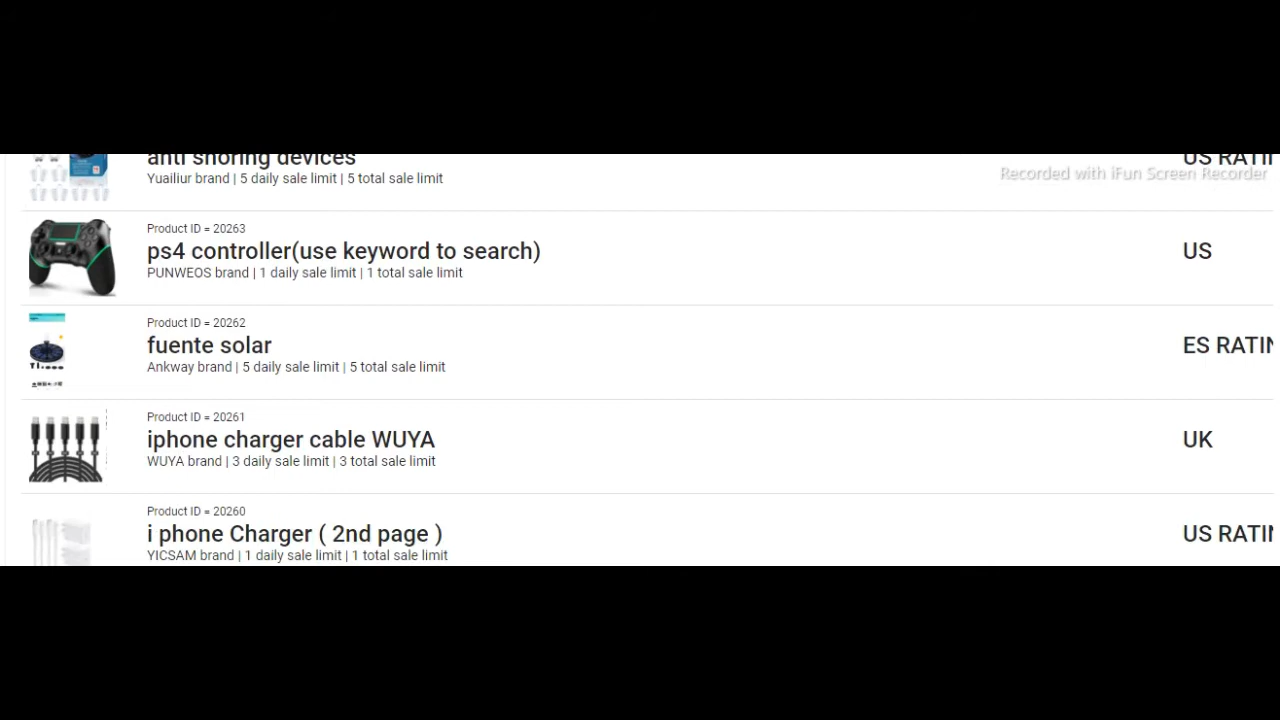 anti snoring devices
US RATIN
Yuailiur brand | 5 daily sale limit | 5 total sale limit
Recorded with iFun Screen Recorder
Product ID = 20263
ps4 controller(use keyword to search)
US
PUNWEOS brand | 1 daily sale limit | 1 total sale limit
Product ID = 20262
fuente solar
ES RATIN
Ankway brand | 5 daily sale limit | 5 total sale limit
Product ID = 20261
iphone charger cable WUYA
UK
WUYA brand | 3 daily sale limit | 3 total sale limit
Product ID = 20260
i phone Charger ( 2nd page )
US RATIN
YICSAM brand | 1 daily sale limit | 1 total sale limit